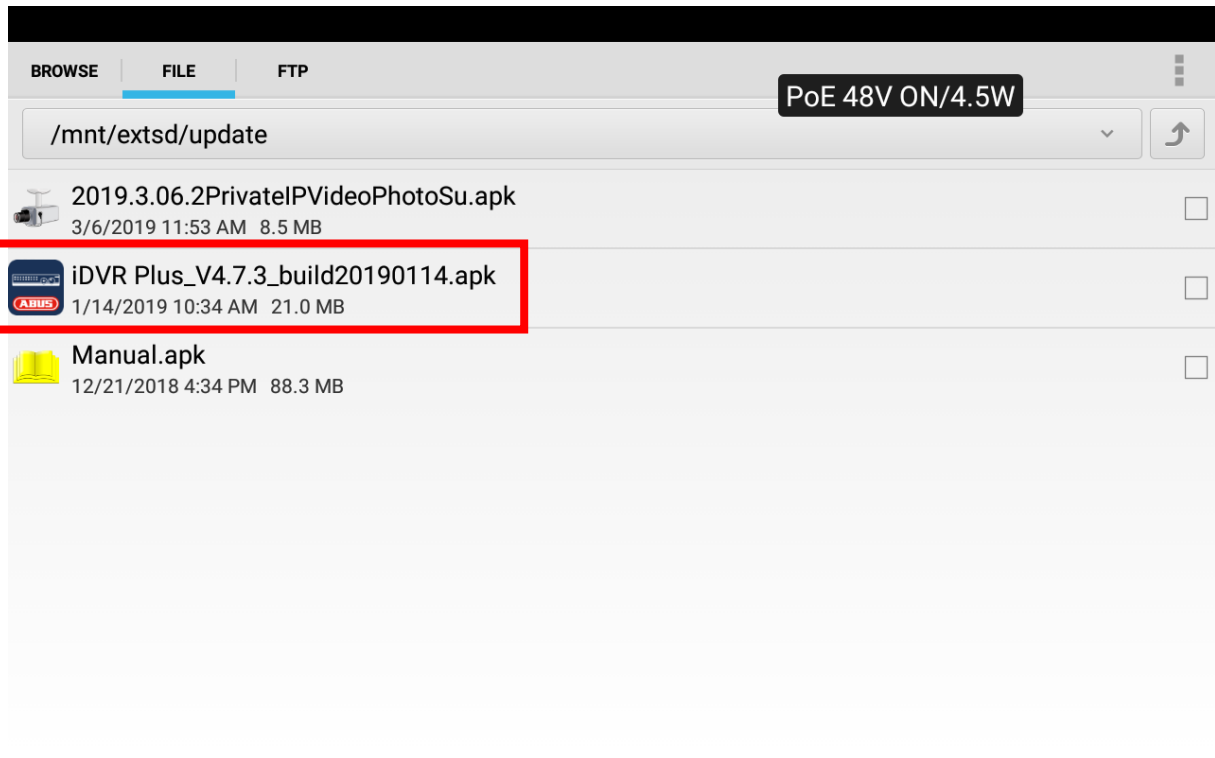 BROWSE FILE FTP
PoE 48V ON/4.5W
/mnt/extsd/update
2019.3.06.2PrivateIPVideoPhotoSu.apk
3/6/2019 11:53 AM 8.5 MB
iDVR Plus_V4.7.3_build20190114.apk
ABUS
1/14/2019 10:34 AM 21.0 MB
Manual.apk
12/21/2018 4:34 PM 88.3 MB